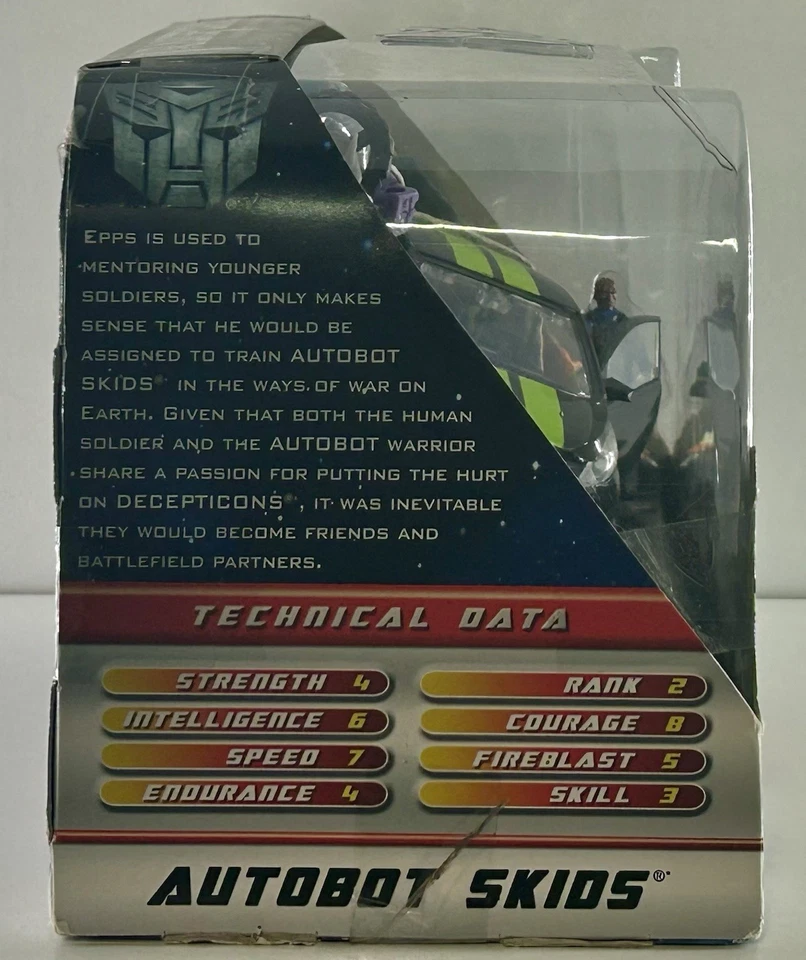 EPPS IS USED TO
MENTORING YOUNGER
SOLDIERS, SO IT ONLY MAKES
SENSE THAT HE WOULD BE
ASSIGNED TO TRAIN AUTOBOT
SKIDS® IN THE WAYS OF WAR ON
EARTH. GIVEN THAT BOTH THE HUMAN
SOLDIER AND THE AUTOBOT WARRIOR
SHARE A PASSION FOR PUTTING THE HURT
ON DECEPTICONS®, IT WAS INEVITABLE
THEY WOULD BECOME FRIENDS AND
BATTLEFIELD PARTNERS.
TECHNICAL DATA
STRENGTH 4
INTELLIGENCE 6
SPEED 7
ENDURANCE 4
RANK 2
COURAGE 8
FIREBLAST 5
SKILL 3
AUTOBOT SKIDS®